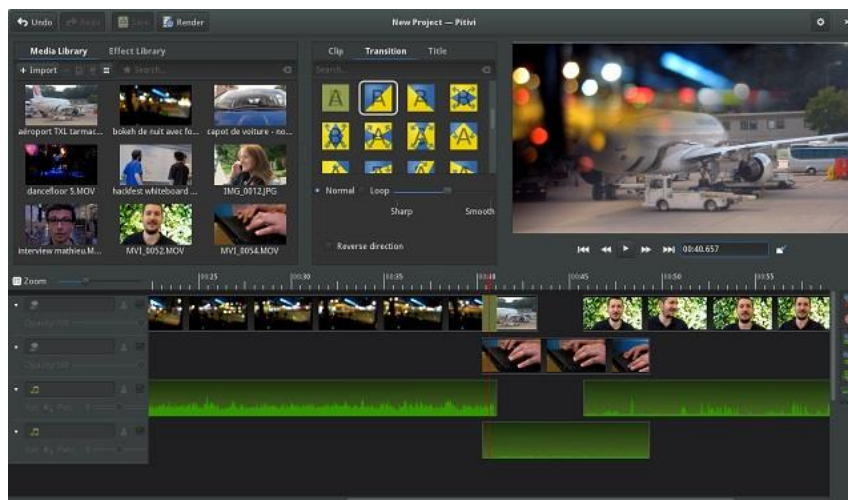 Undo Redo Save Render New Project — Pitivi
Media Library Effect Library
+ Import Search...
aéroport TXL tarmac...
bokeh de nuit avec fo...
capot de voiture - no...
dancefloor 5.MOV
hackfest whiteboard ...
IMG_0012.JPG
interview mathieu.M...
MVI_0052.MOV
MVI_0054.MOV
Clip Transition Title
Search...
A
Normal Loop
Sharp Smooth
Reverse direction
00:40.657
Zoom 00:25 00:30 00:35 00:40 00:45 00:50 00:55